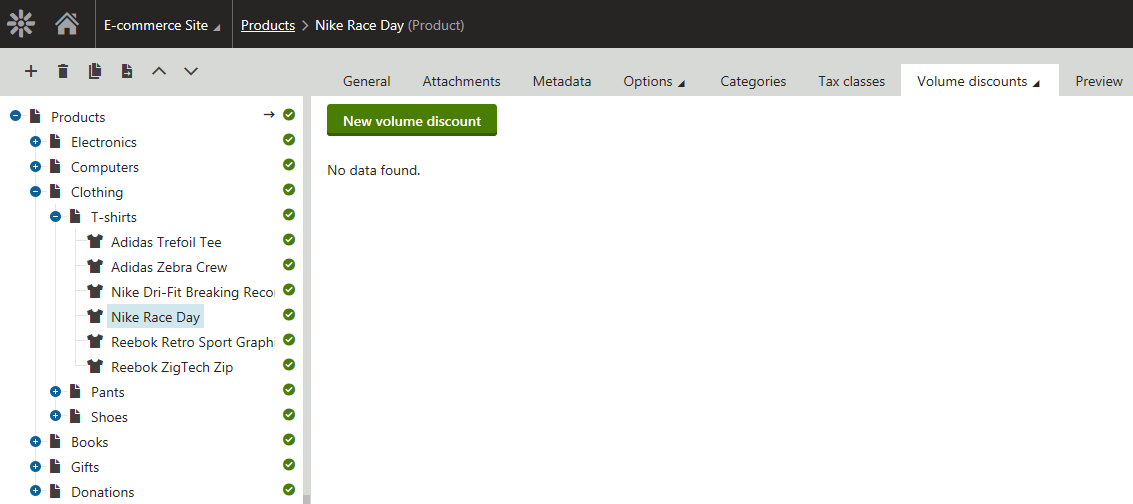 E-commerce Site Products > Nike Race Day (Product)
General Attachments Metadata Options Categories Tax classes Volume discounts Preview
New volume discount
No data found.
Products
Electronics
Computers
Clothing
T-shirts
Adidas Trefoil Tee
Adidas Zebra Crew
Nike Dri-Fit Breaking Reco
Nike Race Day
Reebok Retro Sport Graphi
Reebok ZigTech Zip
Pants
Shoes
Books
Gifts
Donations